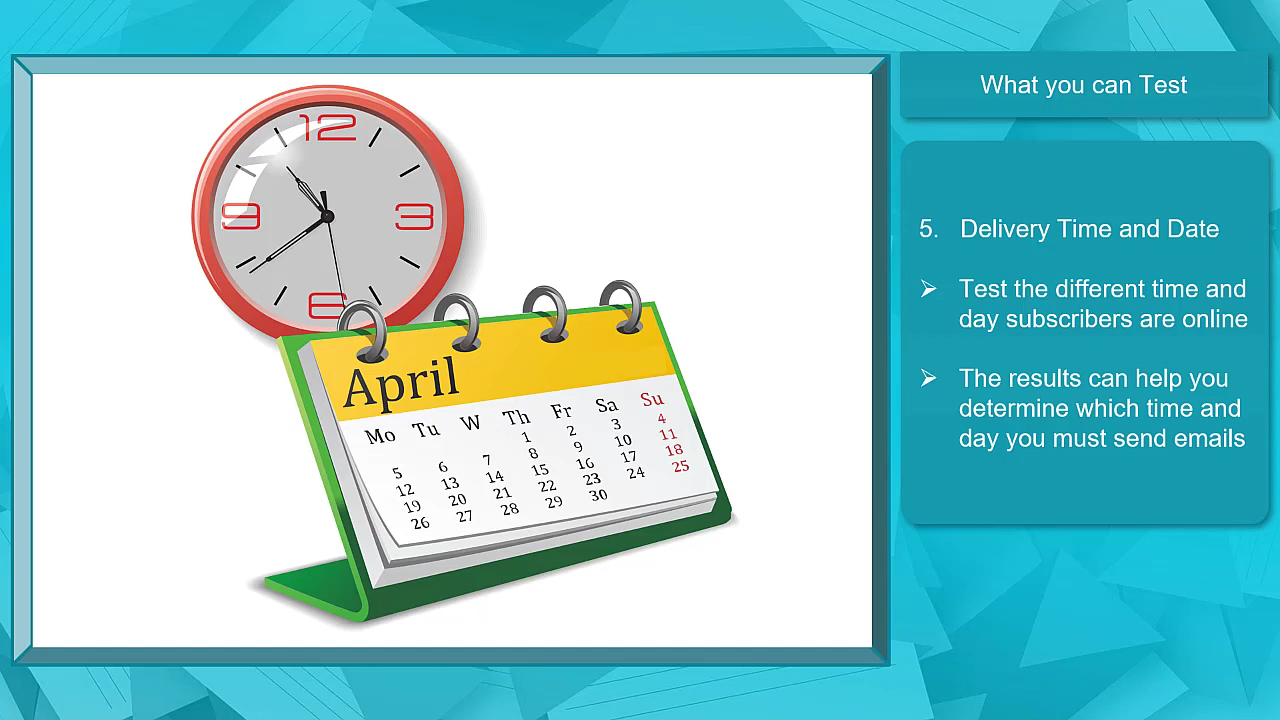 12
9
3
6
April
Mo Tu W Th Fr Sa Su
1 2 3 4
5 6 7 8 9 10 11
12 13 14 15 16 17 18
19 20 21 22 23 24 25
26 27 28 29 30
What you can Test
5. Delivery Time and Date
➢ Test the different time and
day subscribers are online
➢ The results can help you
determine which time and
day you must send emails